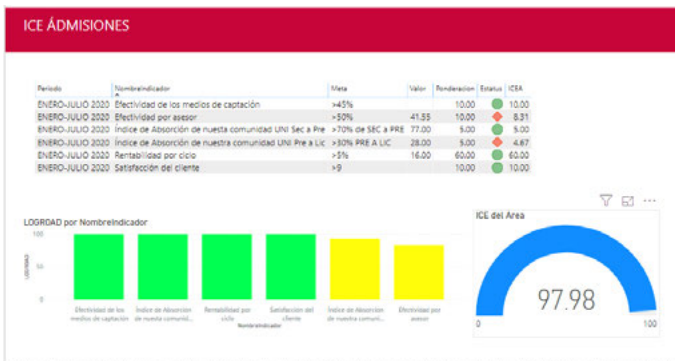 ICE ÁDMISIONES
Periodo NombreIndicador Meta Valor Ponderacion Estatus ICEA
ENERO-JULIO 2020 Efectividad de los medios de captación >45% 10.00 10.00
ENERO-JULIO 2020 Efectividad por asesor >50% 41.55 10.00 8.31
ENERO-JULIO 2020 Índice de Absorción de nuesta comunidad UNI Sec a Pre >70% de SEC a PRE 77.00 5.00 5.00
ENERO-JULIO 2020 Índice de Absorción de nuestra comunidad UNI Pre a Lic >30% PRE A LIC 28.00 5.00 4.67
ENERO-JULIO 2020 Rentabilidad por ciclo >5% 16.00 60.00 60.00
ENERO-JULIO 2020 Satisfacción del cliente >9 10.00 10.00
LOGROAD por NombreIndicador
100
50
0
LOGROAD
Efectividad de los medios de captación
Índice de Absorción de nuesta comunid...
Rentabilidad por ciclo
Satisfacción del cliente
Índice de Absorción de nuestra comuni...
Efectividad por asesor
NombreIndicador
ICE del Area
97.98
0 100